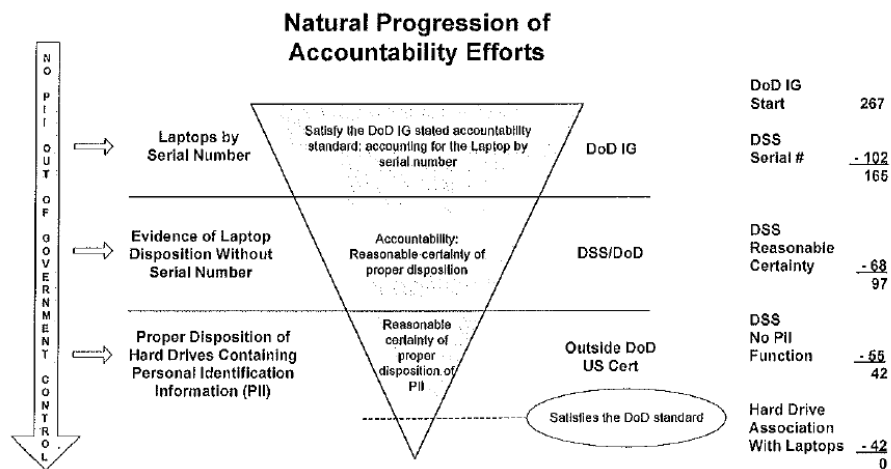 Natural Progression of
Accountability Efforts
NO PII OUT OF GOVERNMENT CONTROL
Laptops by
Serial Number
Satisfy the DoD IG stated accountability
standard: accounting for the Laptop by
serial number
DoD IG
DoD IG
Start 267
DSS
Serial # - 102
165
Evidence of Laptop
Disposition Without
Serial Number
Accountability:
Reasonable certainty of
proper disposition
DSS/DoD
DSS
Reasonable
Certainty - 68
97
Proper Disposition of
Hard Drives Containing
Personal Identification
Information (PII)
Reasonable
certainty of
proper
disposition of
PII
Outside DoD
US Cert
DSS
No PII
Function - 55
42
Satisfies the DoD standard
Hard Drive
Association
With Laptops - 42
0